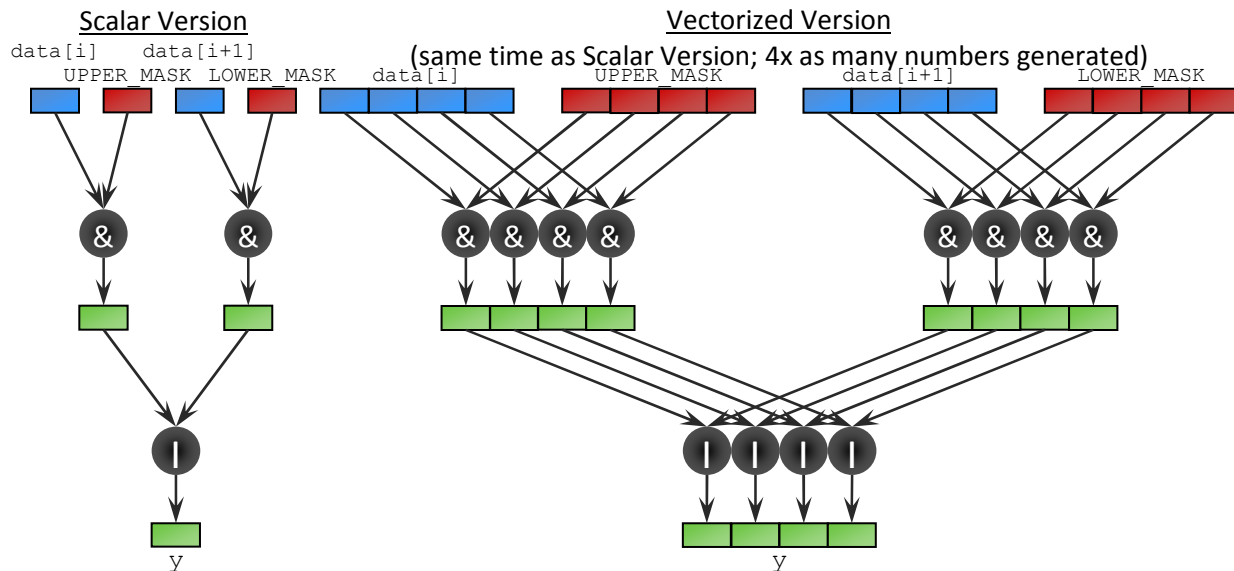 Scalar Version
Vectorized Version
(same time as Scalar Version; 4x as many numbers generated)
data[i] data[i+1]
UPPER_MASK LOWER_MASK
data[i] UPPER_MASK data[i+1] LOWER_MASK
& & & & & & & & & &
| | | | |
y y